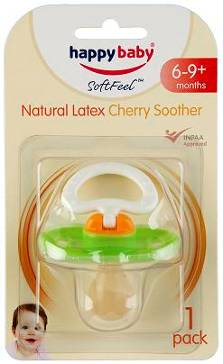 happy baby
SoftFeel™
6-9+
months
Natural Latex Cherry Soother
INPAA
Approved
1
pack